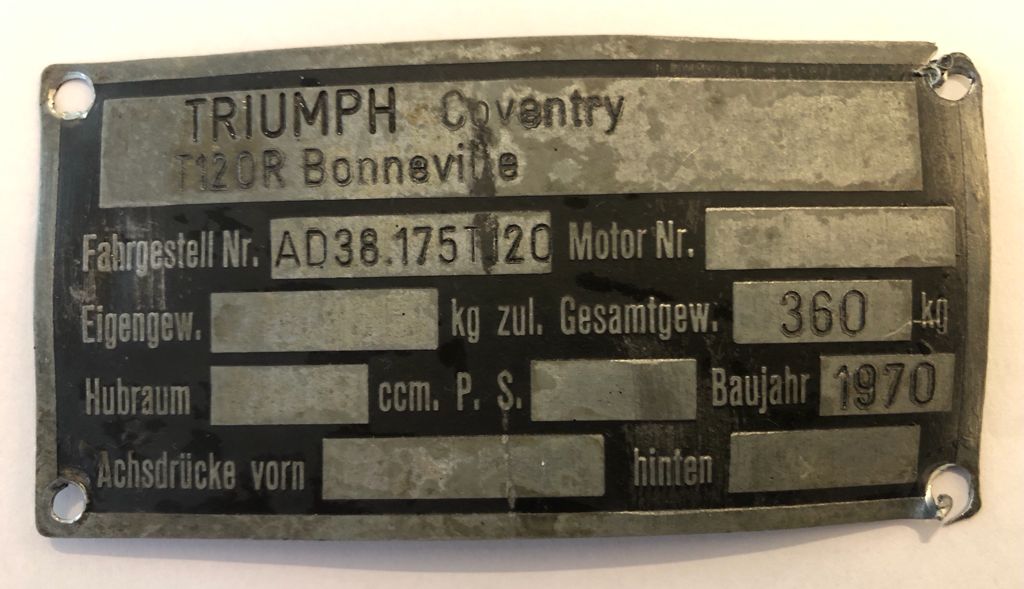 TRIUMPH Coventry
T120R Bonneville
Fahrgestell Nr. AD38.175T120 Motor Nr.
Eigengew. kg zul. Gesamtgew. 360 kg
Hubraum ccm. P. S. Baujahr 1970
Achsdrücke vorn hinten